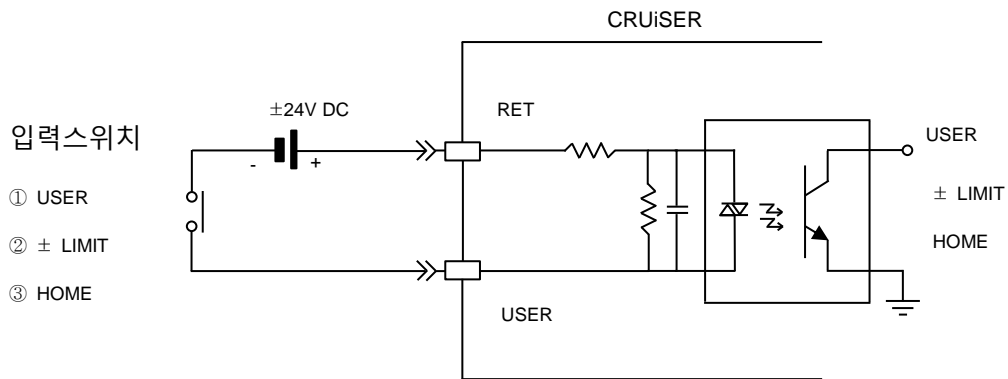 CRUiSER
±24V DC
RET
입력스위치
- +
USER
① USER
± LIMIT
② ± LIMIT
HOME
③ HOME
USER